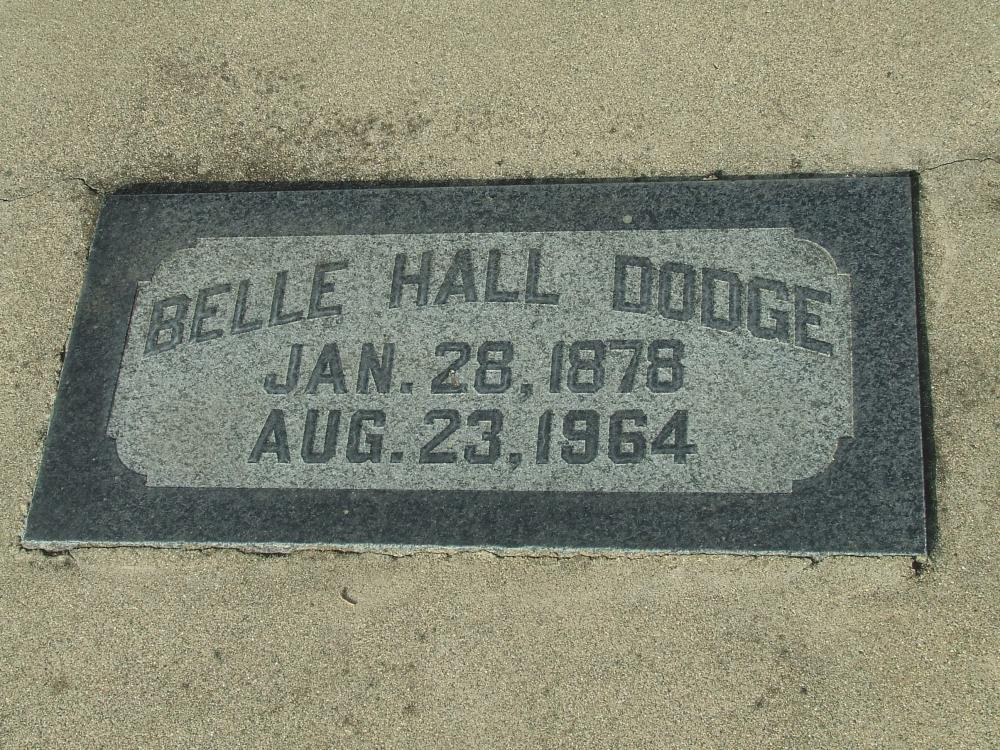 BELLE HALL DODGE
JAN. 28, 1878
AUG. 23, 1964